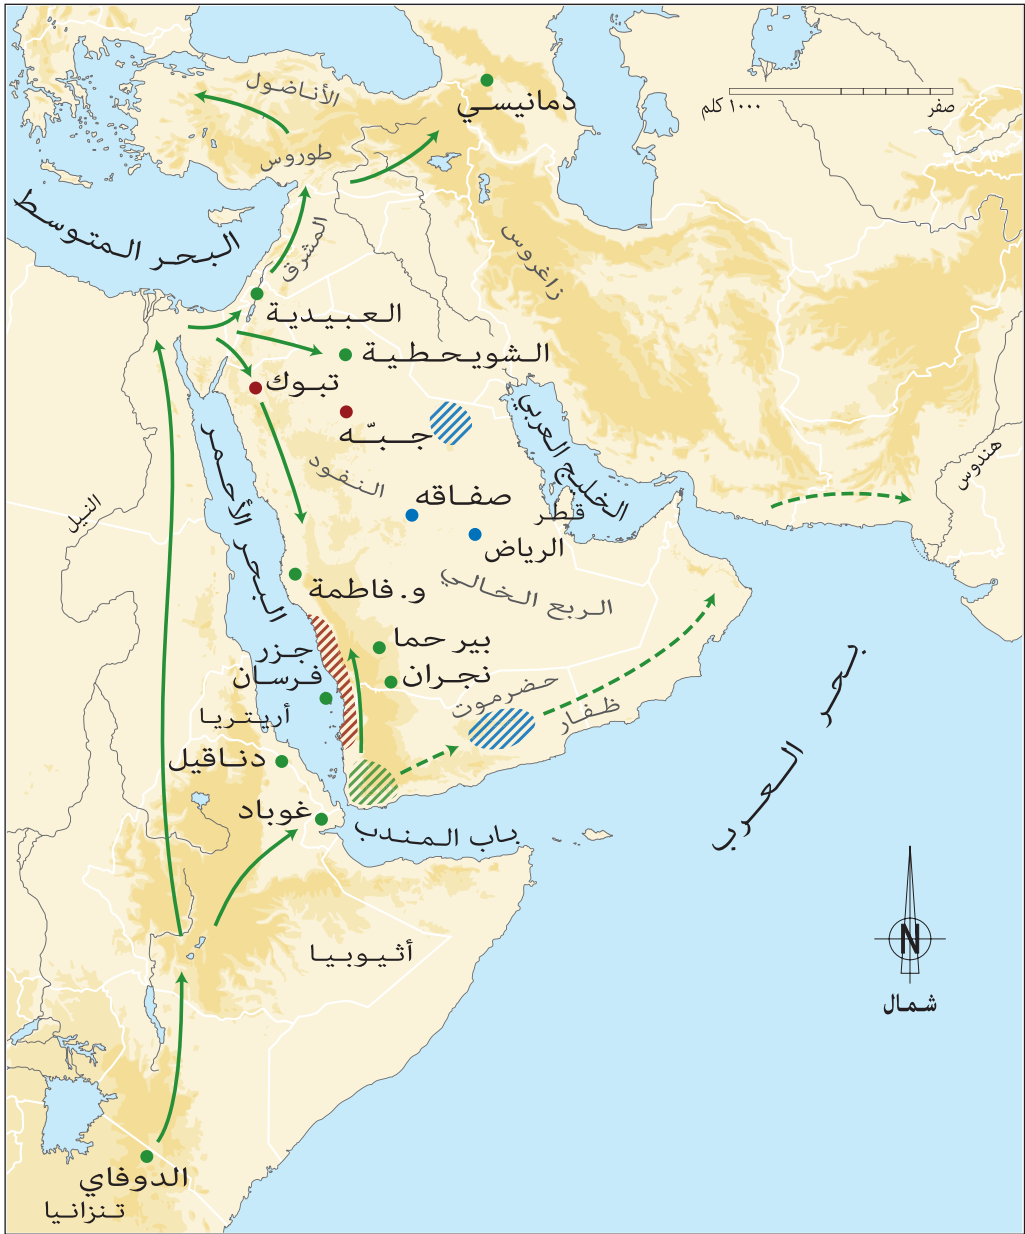 دمانيسي
صفر
١٠٠٠ كلم
الأناضول
طوروس
البحر المتوسط
المشرق
زاغروس
العبيدية
الشويحطية
تبوك
جبّه
الخليج العربي
هندوس
النفود
صفاقه
قطر
الرياض
النيل
البحر الأحمر
الربع الخالي
و. فاطمة
بير حما
جزر
فرسان
نجران
حضرموت
ظفار
أريتريا
دناقيل
غوباد
باب المندب
بحر العرب
أثيوبيا
N
شمال
الدوفاي
تنزانيا